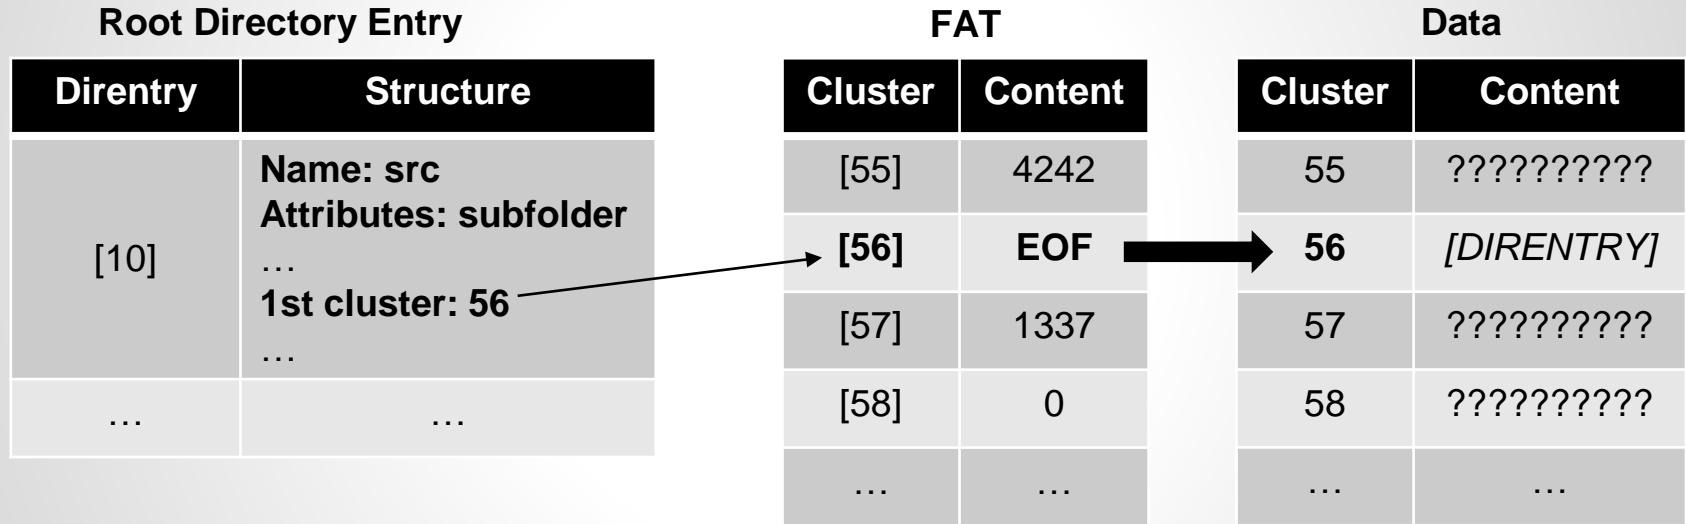 Root Directory Entry
Direntry Structure
[10]
Name: src
Attributes: subfolder
…
1st cluster: 56
…
… …
FAT
Cluster Content
[55] 4242
[56] EOF
[57] 1337
[58] 0
… …
Data
Cluster Content
55 ??????????
56 [DIRENTRY]
57 ??????????
58 ??????????
… …